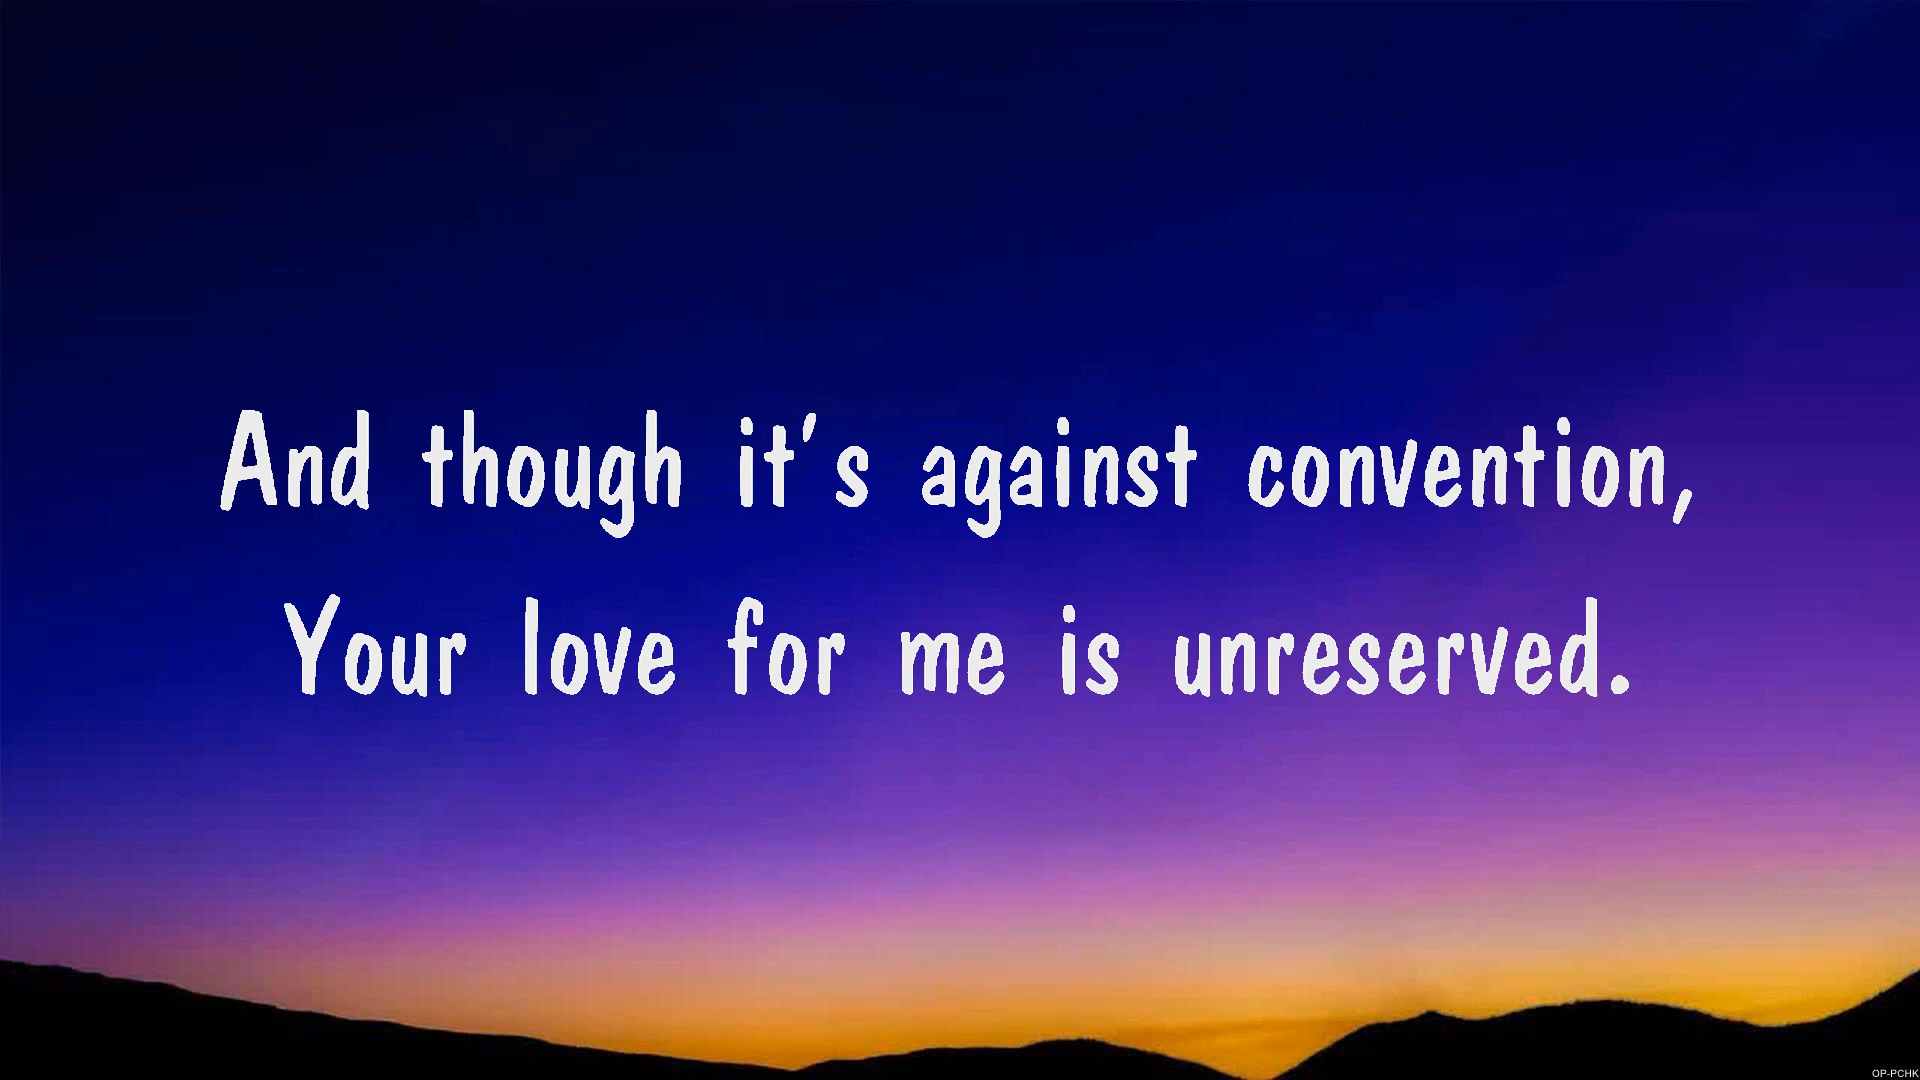 And though it's against convention,
Your love for me is unreserved.
OP-PCHK